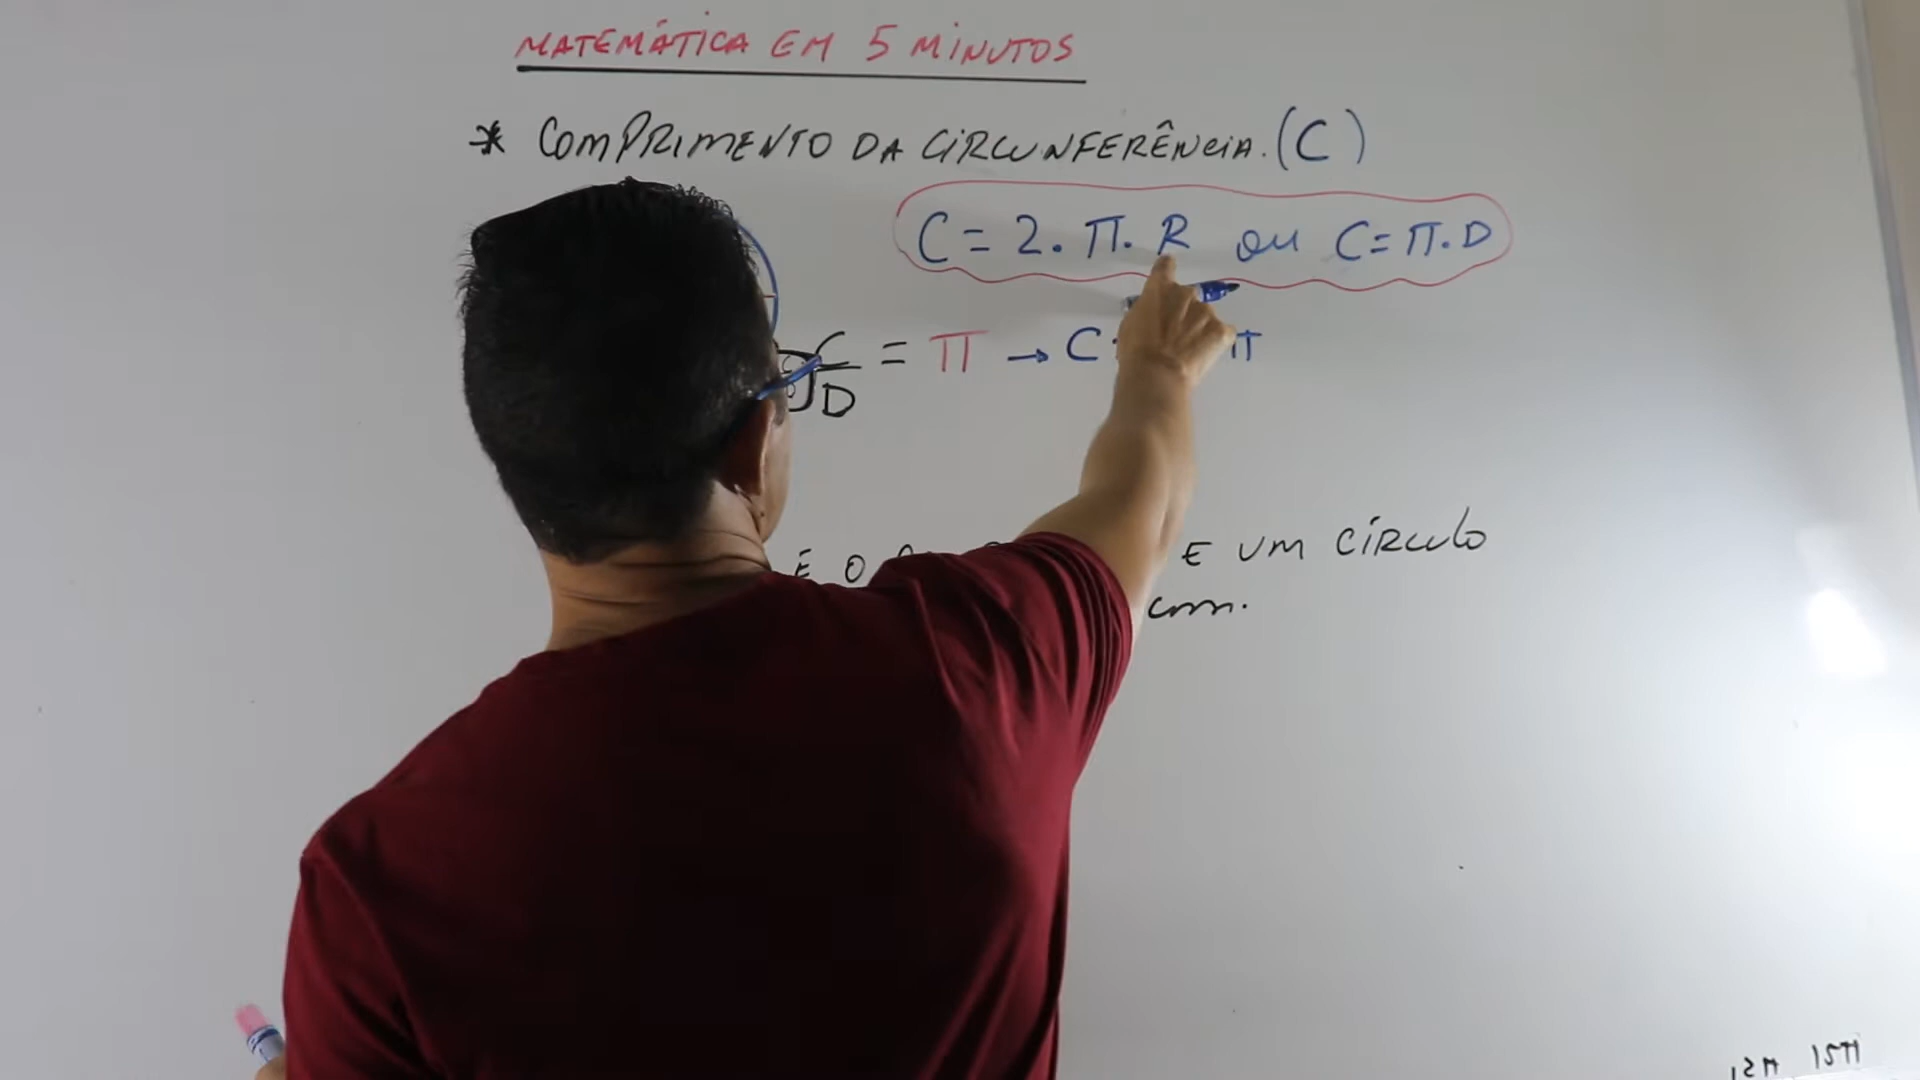 MATEMÁTICA EM 5 MINUTOS
* COMPRIMENTO DA CIRCUNFERÊNCIA. (C)
C = 2. π. R ou C = π. D
C/D = π → C π
É O E UM CÍRCULO
cm.